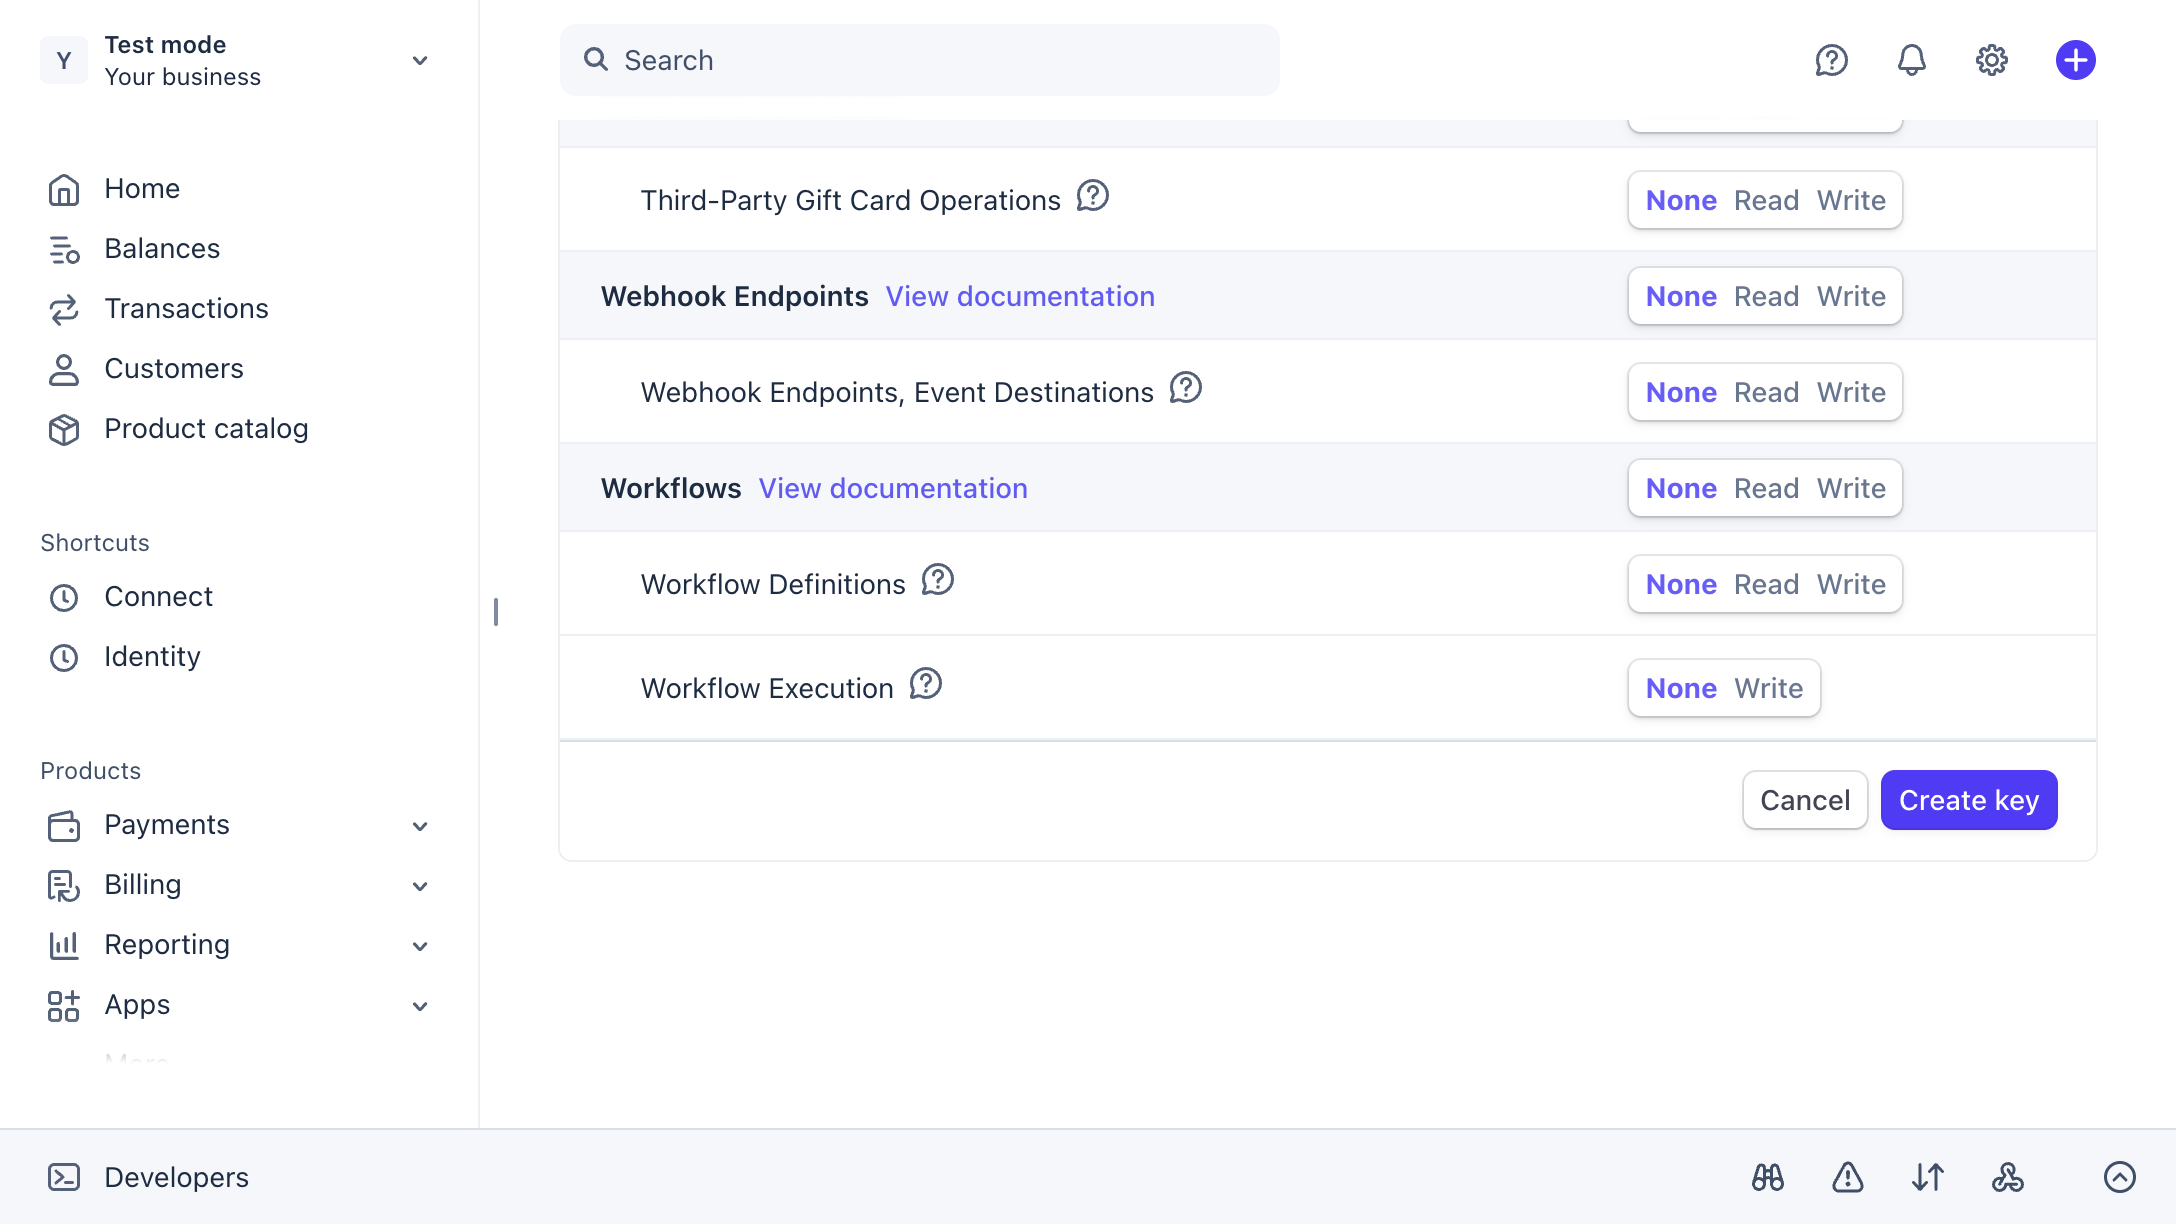 Y
Test mode
Your business
Search
Home
Balances
Transactions
Customers
Product catalog
Shortcuts
Connect
Identity
Products
Payments
Billing
Reporting
Apps
More
Third-Party Gift Card Operations None Read Write
Webhook Endpoints View documentation None Read Write
Webhook Endpoints, Event Destinations None Read Write
Workflows View documentation None Read Write
Workflow Definitions None Read Write
Workflow Execution None Write
Cancel Create key
Developers